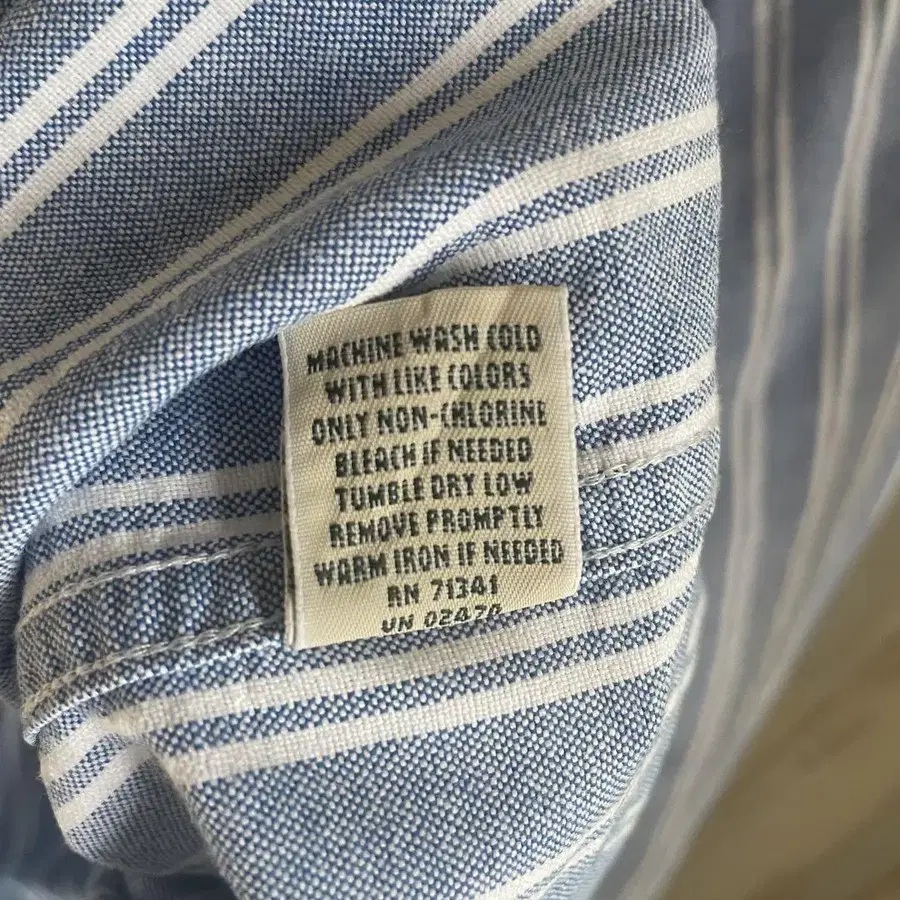 MACHINE WASH COLD
WITH LIKE COLORS
ONLY NON-CHLORINE
BLEACH IF NEEDED
TUMBLE DRY LOW
REMOVE PROMPTLY
WARM IRON IF NEEDED
RN 71341
VN